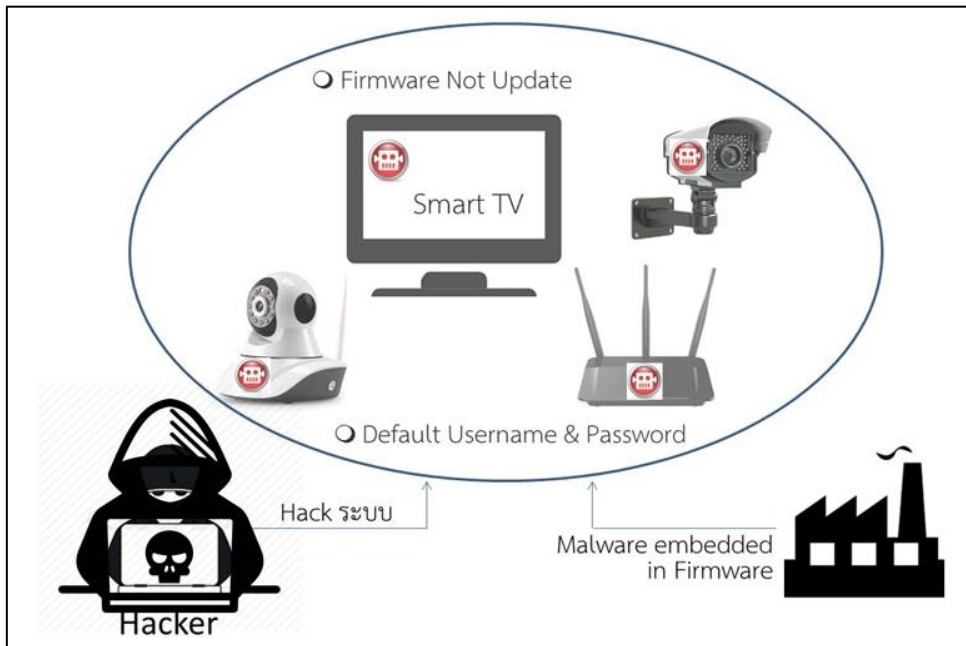 Firmware Not Update
Smart TV
Default Username & Password
Hack ระบบ
Malware embedded
in Firmware
Hacker